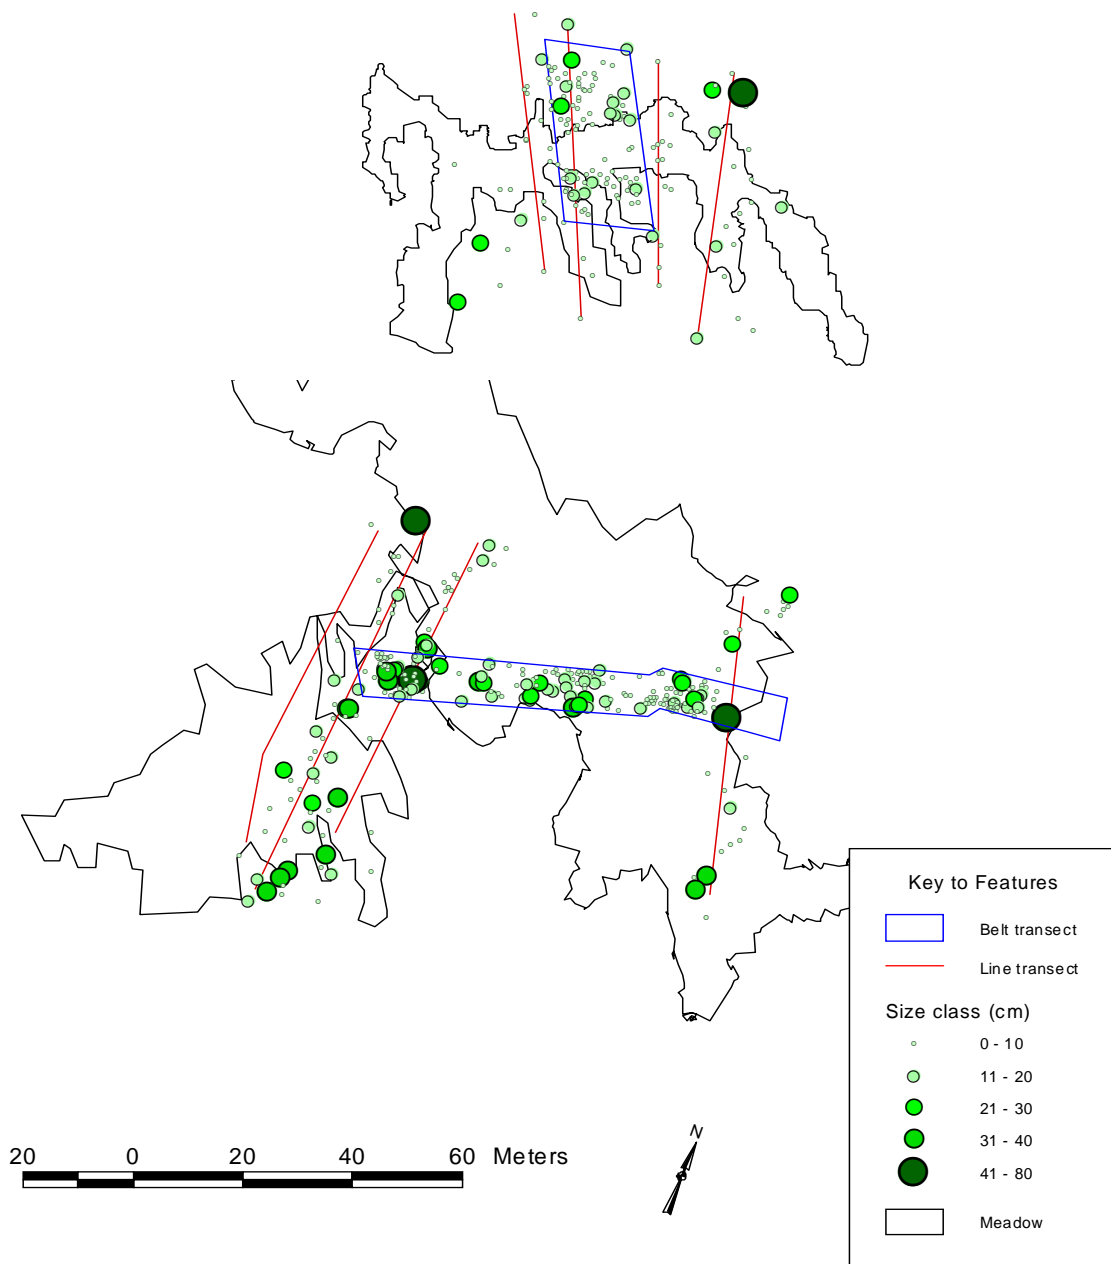 Key to Features
Belt transect
Line transect
Size class (cm)
0 - 10
11 - 20
21 - 30
31 - 40
41 - 80
Meadow
N
20 0 20 40 60 Meters